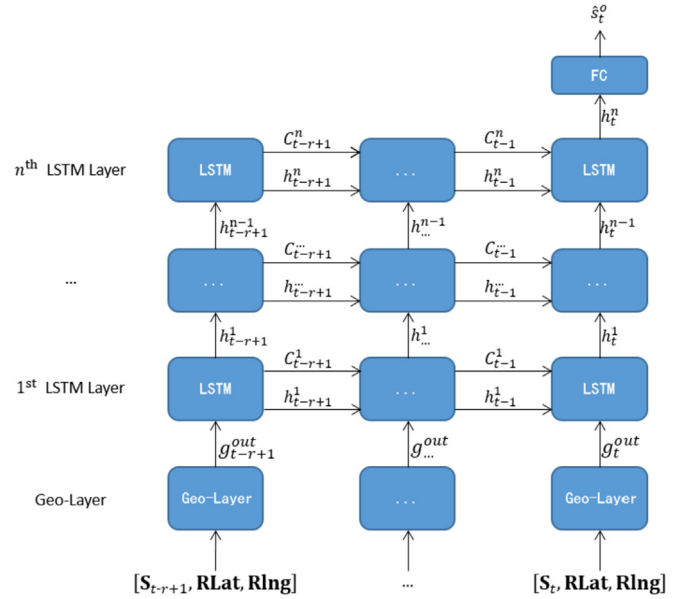 ŝ_t^o
FC
h_t^n
n^th LSTM Layer
LSTM
C_{t-r+1}^n
h_{t-r+1}^n
...
C_{t-1}^n
h_{t-1}^n
LSTM
h_{t-r+1}^{n-1}
h_{...}^{n-1}
h_t^{n-1}
...
...
C_{t-r+1}^{...}
h_{t-r+1}^{...}
...
C_{t-1}^{...}
h_{t-1}^{...}
...
h_{t-r+1}^1
h_{...}^1
h_t^1
1^st LSTM Layer
LSTM
C_{t-r+1}^1
h_{t-r+1}^1
...
C_{t-1}^1
h_{t-1}^1
LSTM
g_{t-r+1}^{out}
g_{...}^{out}
g_t^{out}
Geo-Layer
Geo-Layer
...
Geo-Layer
[S_{t-r+1}, RLat, Rlng]
...
[S_t, RLat, Rlng]